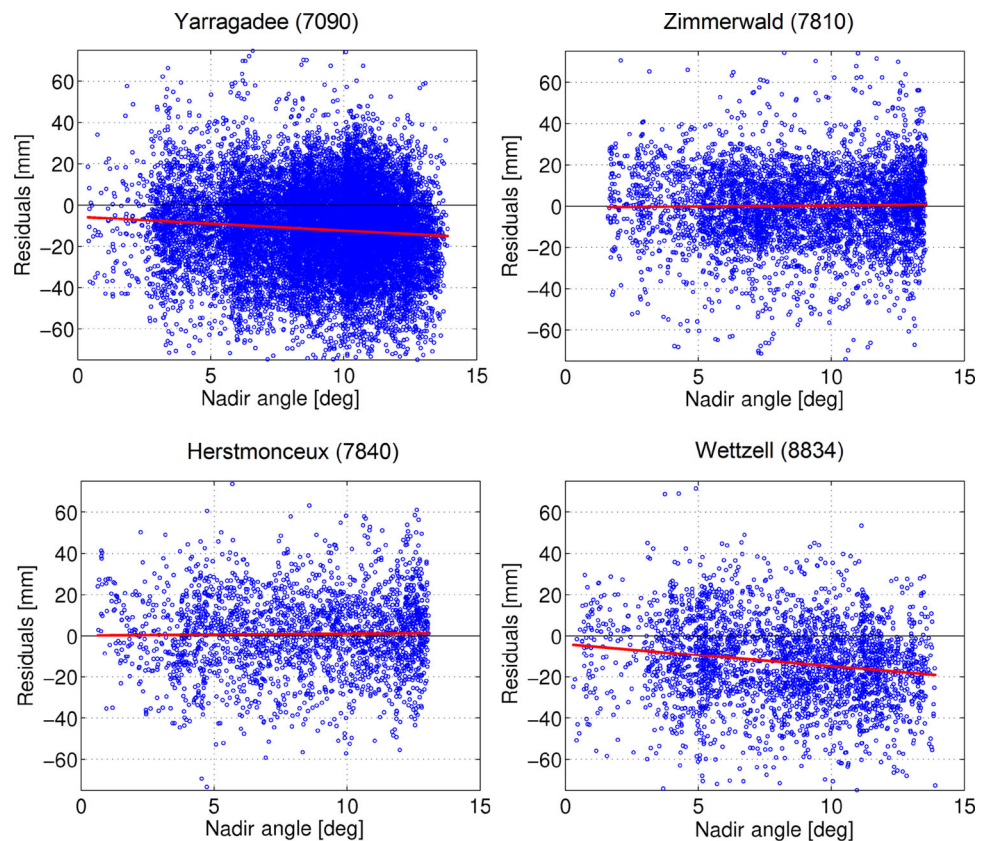 Yarragadee (7090)
Zimmerwald (7810)
Residuals [mm]
60
40
20
0
−20
−40
−60
0 5 10 15
Nadir angle [deg]
Residuals [mm]
60
40
20
0
−20
−40
−60
0 5 10 15
Nadir angle [deg]
Herstmonceux (7840)
Wettzell (8834)
Residuals [mm]
60
40
20
0
−20
−40
−60
0 5 10 15
Nadir angle [deg]
Residuals [mm]
60
40
20
0
−20
−40
−60
0 5 10 15
Nadir angle [deg]